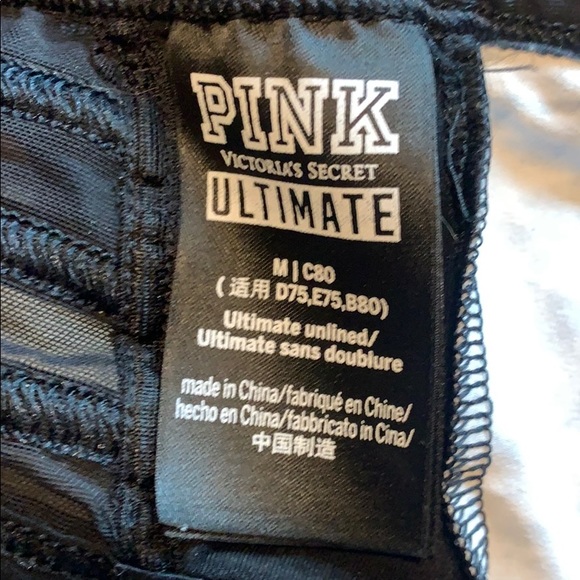 PINK
VICTORIA'S SECRET
ULTIMATE
M | C80
( 适用 D75,E75,B80)
Ultimate unlined/
Ultimate sans doublure
made in China/fabriqué en Chine/
hecho en China/fabbricato in Cina/
中国制造